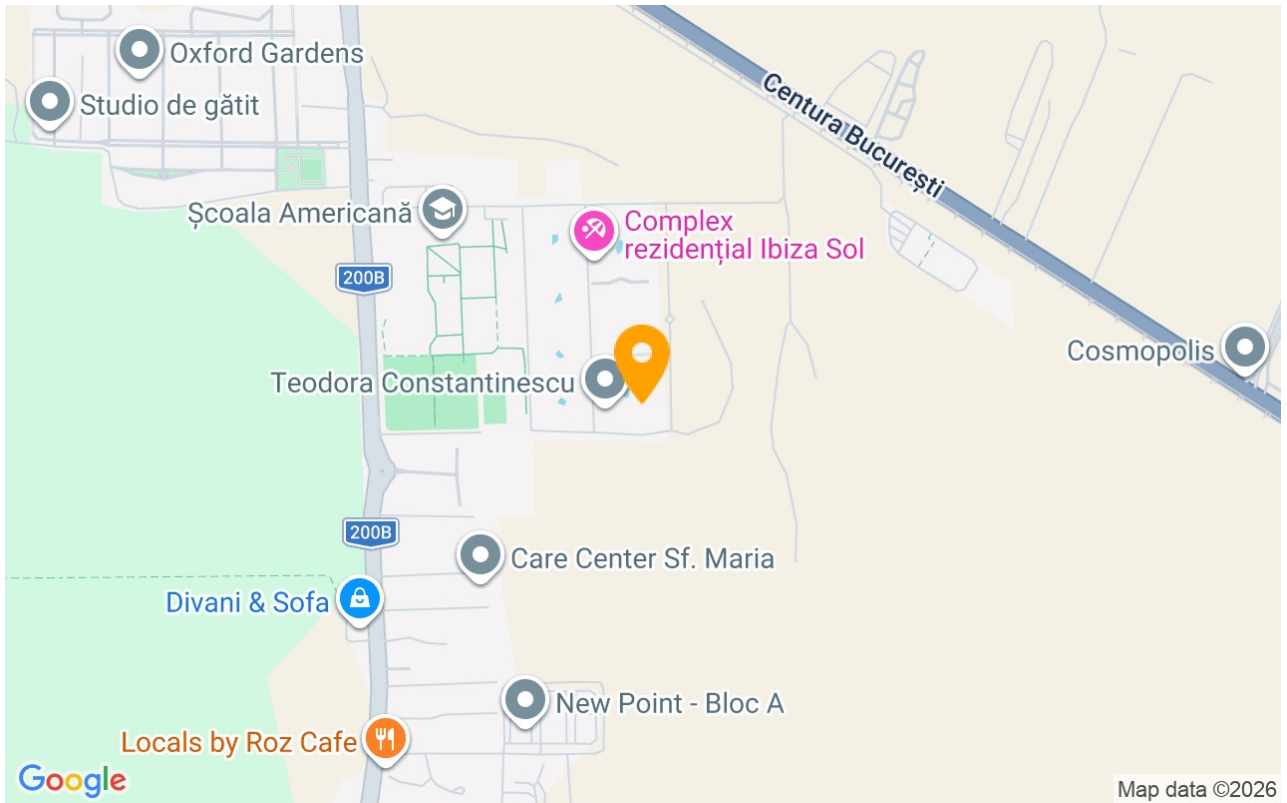 Oxford Gardens
Studio de gătit
Centura București
Școala Americană
Complex
rezidențial Ibiza Sol
200B
Cosmopolis
Teodora Constantinescu
200B
Care Center Sf. Maria
Divani & Sofa
New Point - Bloc A
Locals by Roz Cafe
Google
Map data ©2026